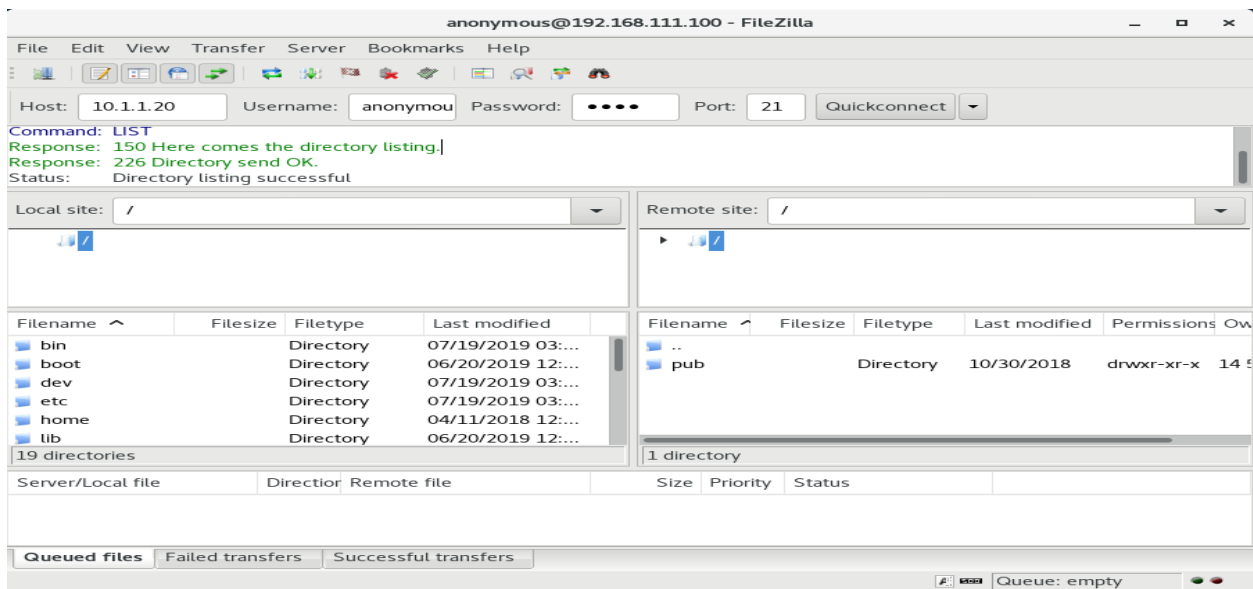 anonymous@192.168.111.100 - FileZilla
File Edit View Transfer Server Bookmarks Help
Host: 10.1.1.20 Username: anonymou Password: •••• Port: 21 Quickconnect
Command: LIST
Response: 150 Here comes the directory listing.
Response: 226 Directory send OK.
Status: Directory listing successful
Local site: /
Remote site: /
/
/
Filename Filesize Filetype Last modified
bin Directory 07/19/2019 03:...
boot Directory 06/20/2019 12:...
dev Directory 07/19/2019 03:...
etc Directory 07/19/2019 03:...
home Directory 04/11/2018 12:...
lib Directory 06/20/2019 12:...
19 directories
Filename Filesize Filetype Last modified Permissions Ow
..
pub Directory 10/30/2018 drwxr-xr-x 14
1 directory
Server/Local file Direction Remote file Size Priority Status
Queued files Failed transfers Successful transfers
Queue: empty